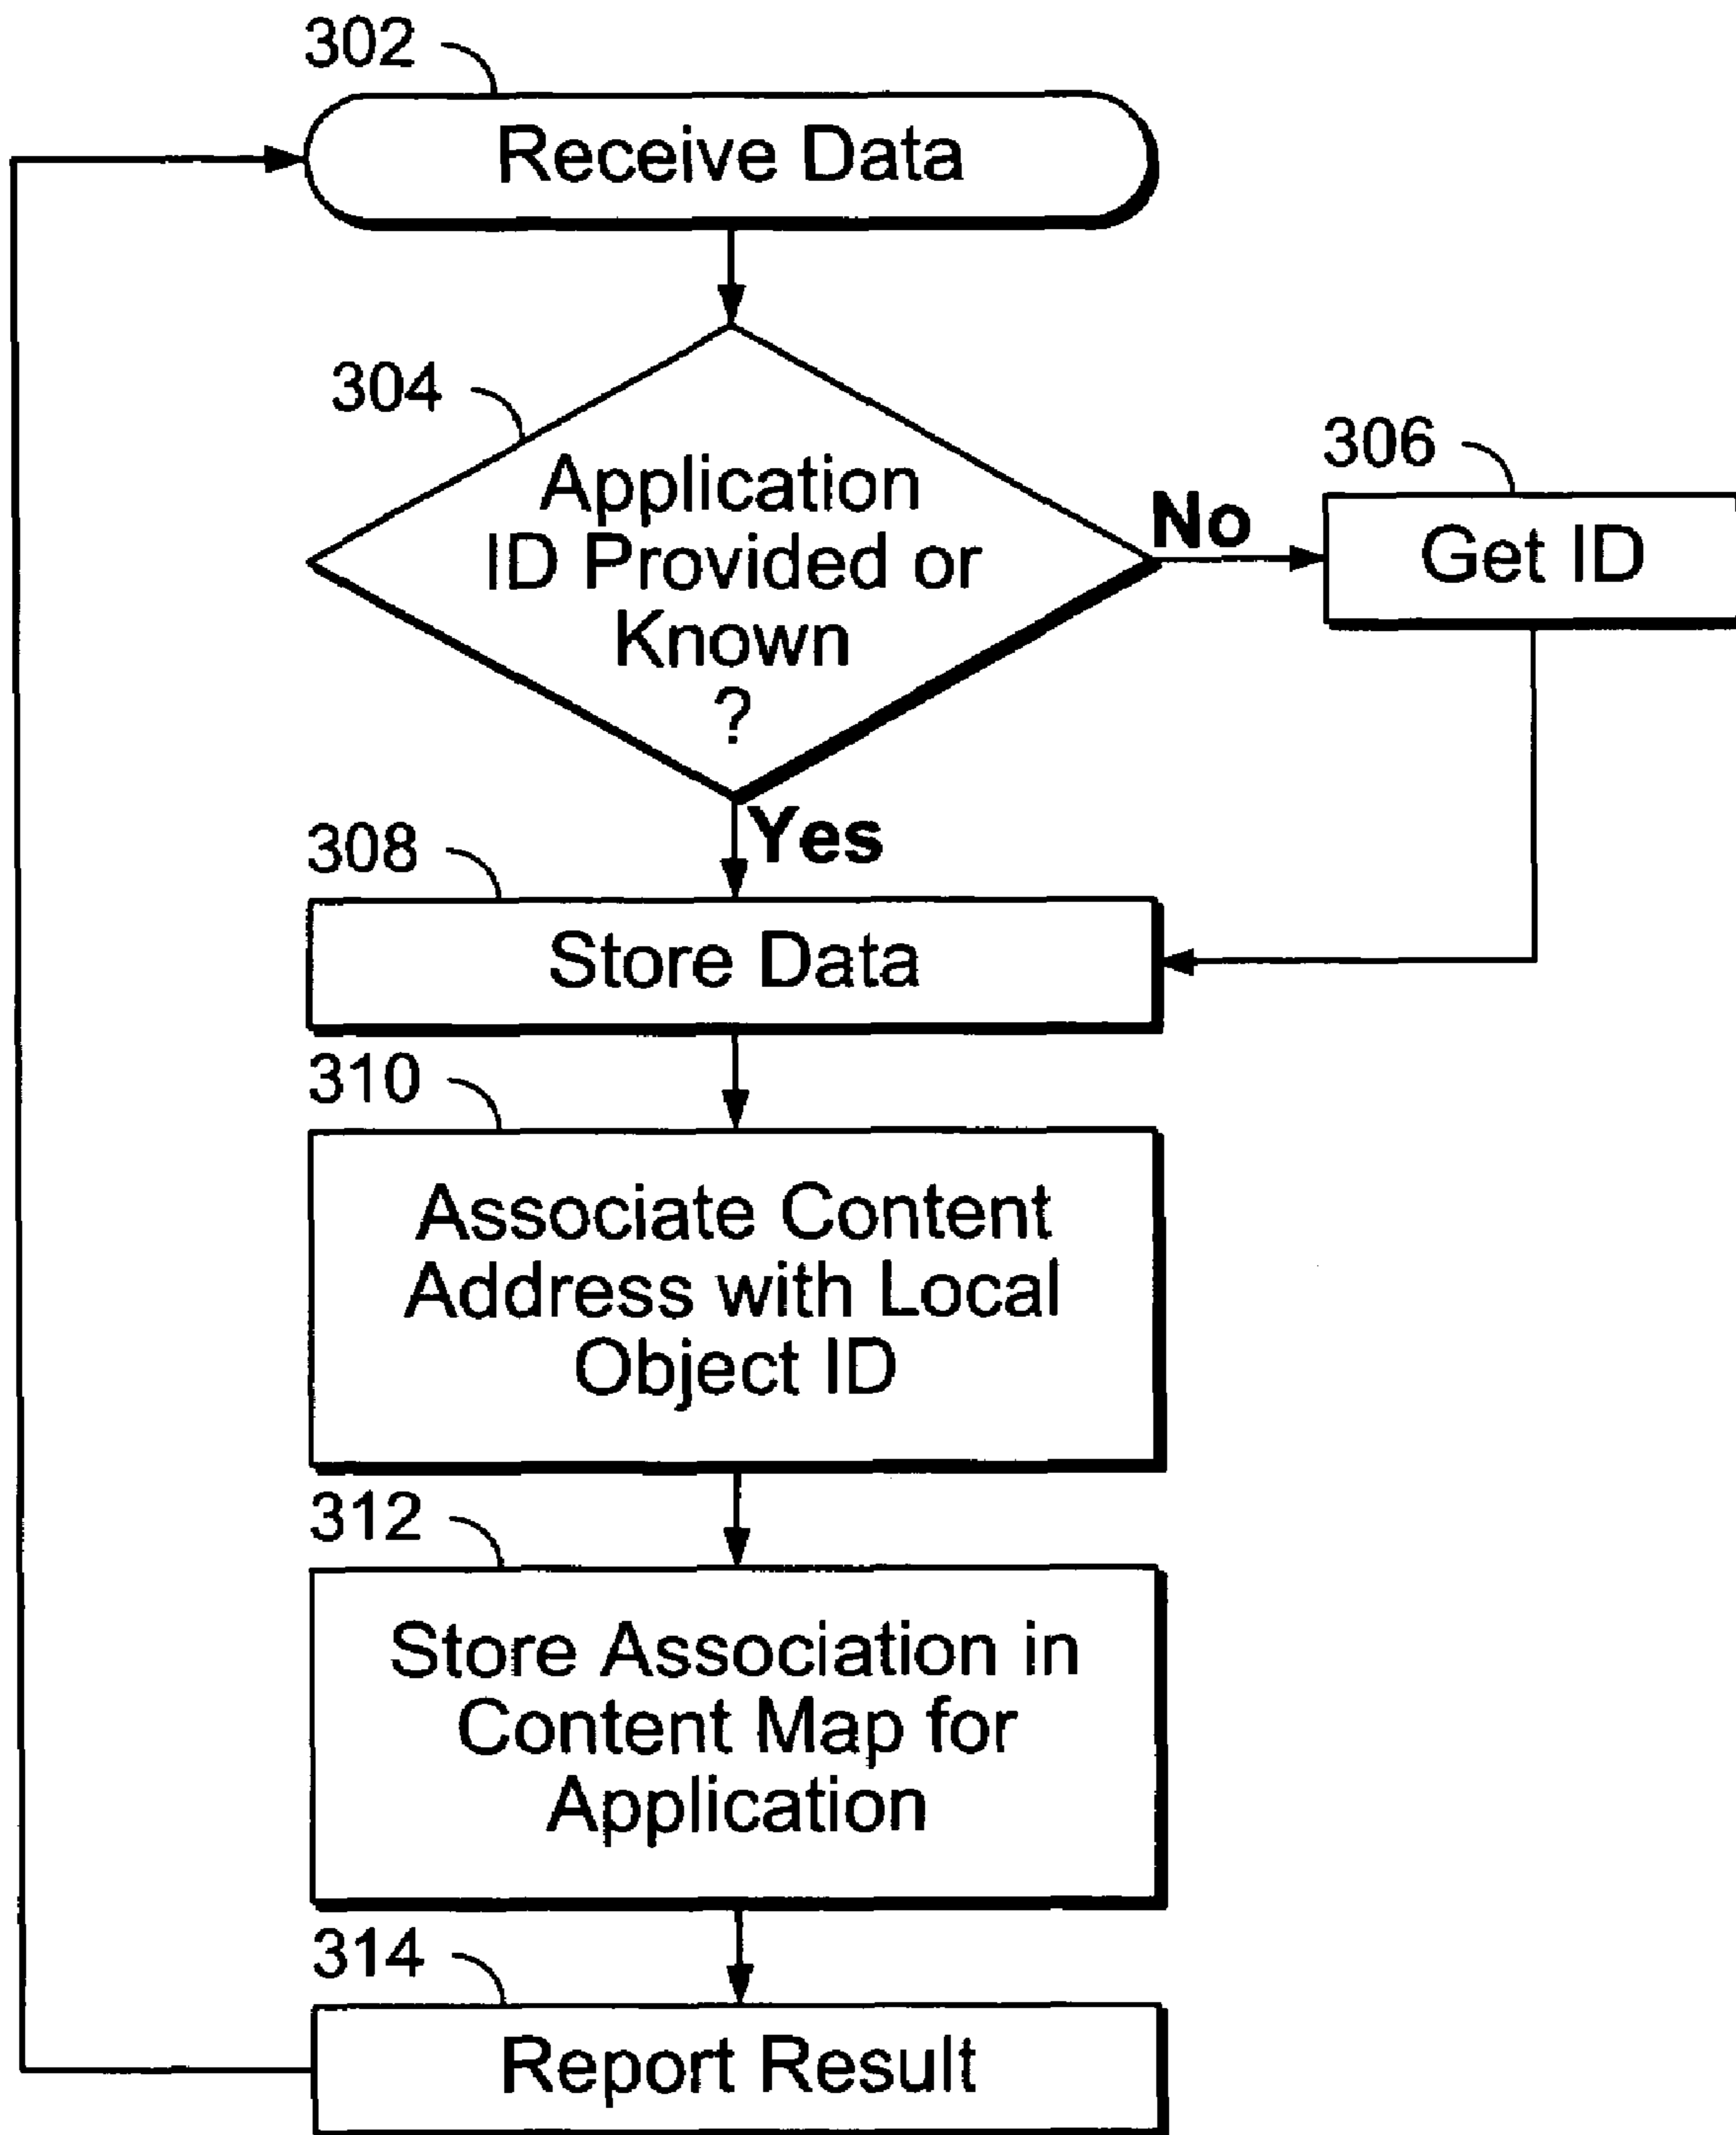 302
Receive Data
304
Application
ID Provided or
Known
?
No
306
Get ID
Yes
308
Store Data
310
Associate Content
Address with Local
Object ID
312
Store Association in
Content Map for
Application
314
Report Result